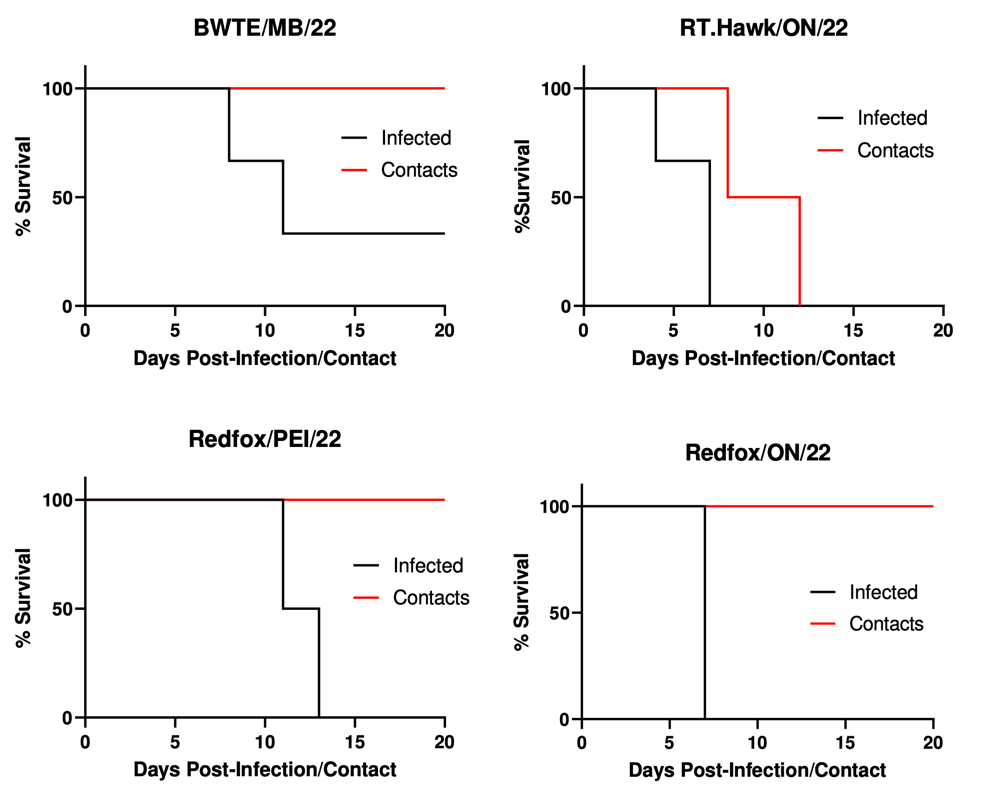 BWTE/MB/22
100
50
0
% Survival
Infected
Contacts
0 5 10 15 20
Days Post-Infection/Contact
RT.Hawk/ON/22
100
50
0
%Survival
Infected
Contacts
0 5 10 15 20
Days Post-Infection/Contact
Redfox/PEI/22
100
50
0
% Survival
Infected
Contacts
0 5 10 15 20
Days Post-Infection/Contact
Redfox/ON/22
100
50
0
% Survival
Infected
Contacts
0 5 10 15 20
Days Post-Infection/Contact